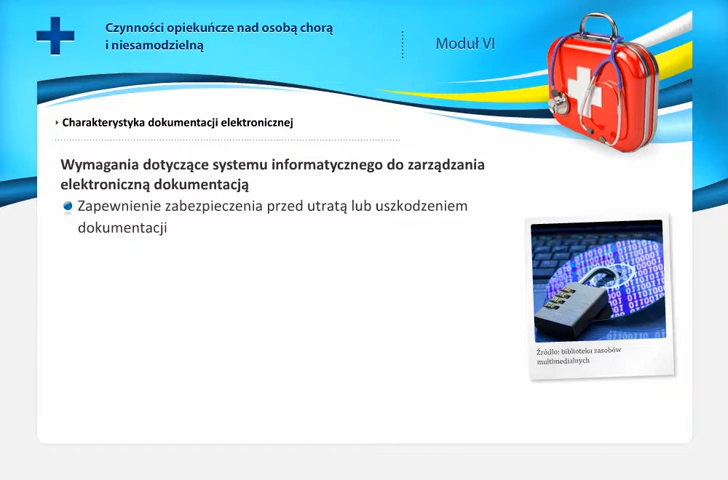 Czynności opiekuńcze nad osobą chorą
i niesamodzielną
Moduł VI
Charakterystyka dokumentacji elektronicznej
Wymagania dotyczące systemu informatycznego do zarządzania
elektroniczną dokumentacją
Zapewnienie zabezpieczenia przed utratą lub uszkodzeniem
dokumentacji
Źródło: biblioteka zasobów
multimedialnych